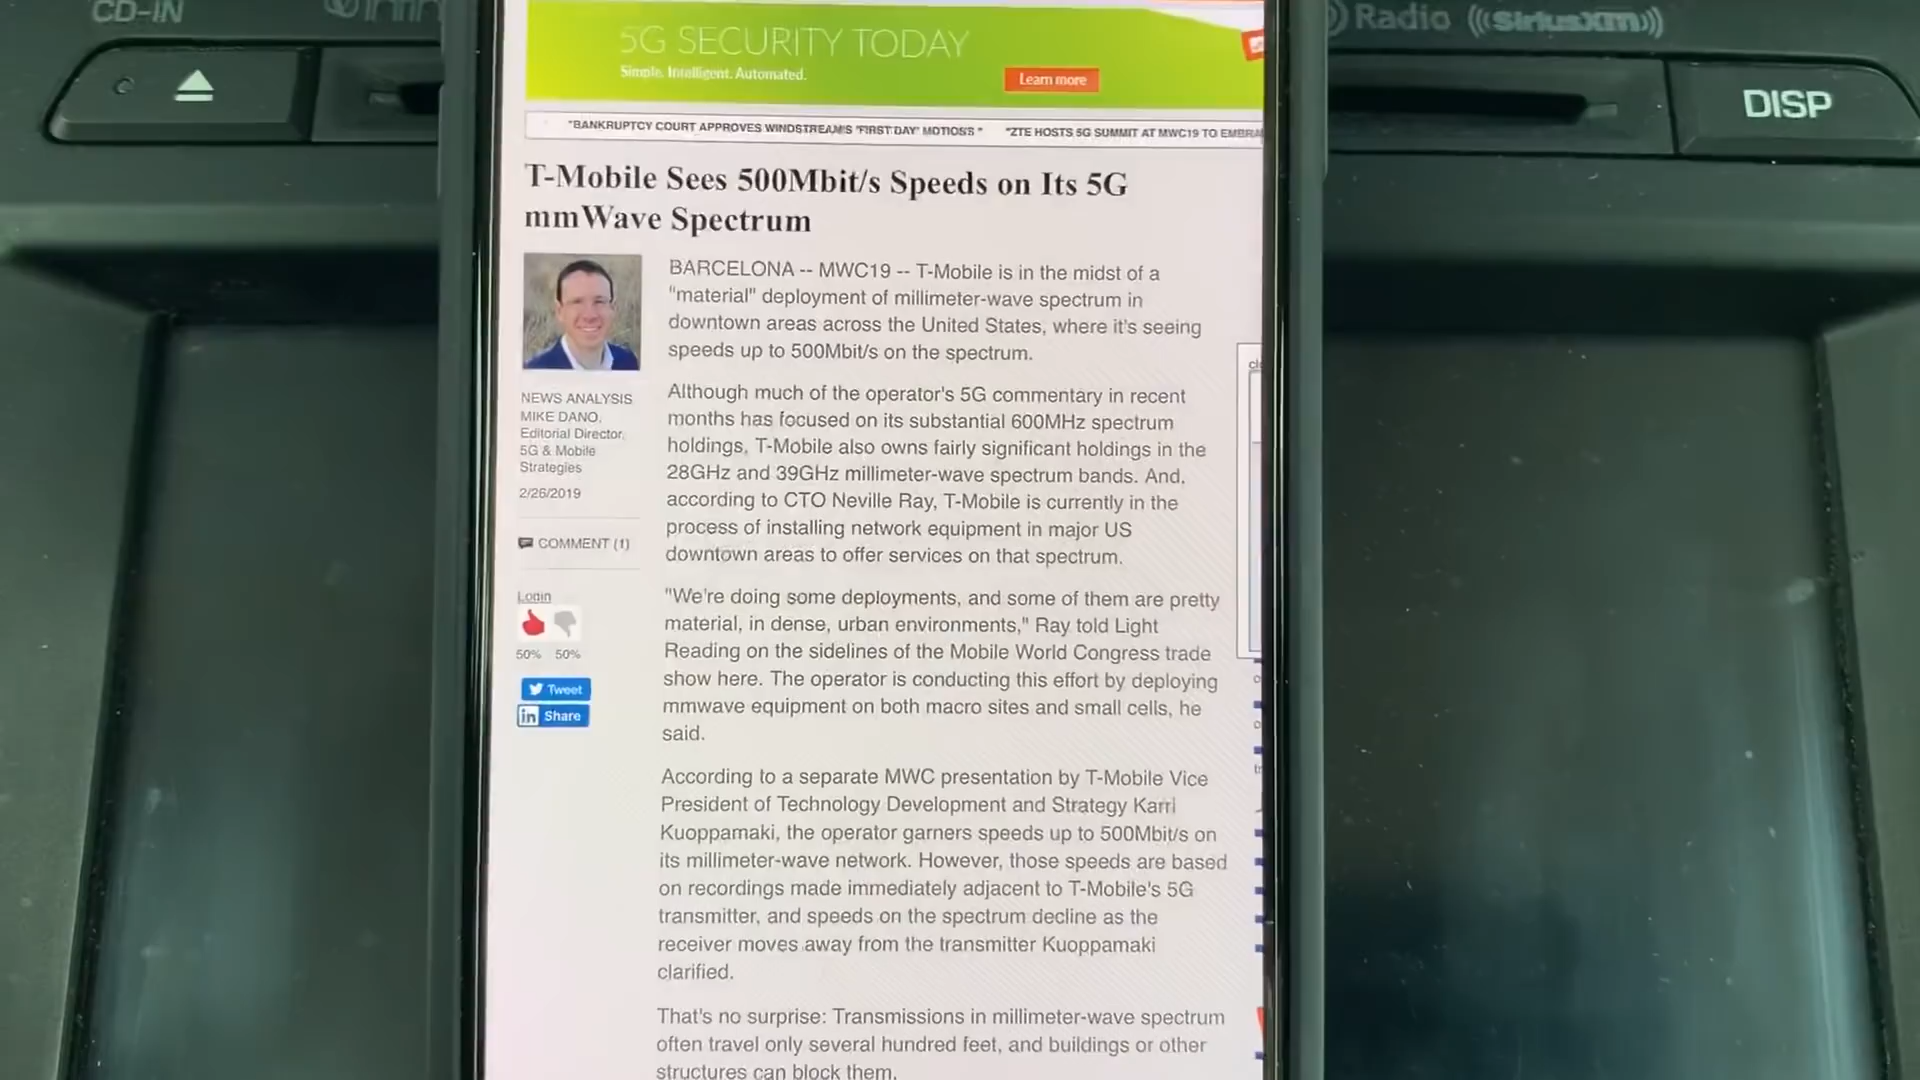 CD-IN
Radio ((SiriusXM))
DISP
5G SECURITY TODAY
Simple. Intelligent. Automated.
Learn more
"BANKRUPTCY COURT APPROVES WINDSTREAM'S 'FIRST DAY' MOTIONS " "ZTE HOSTS 5G SUMMIT AT MWC19 TO
T-Mobile Sees 500Mbit/s Speeds on Its 5G
mmWave Spectrum
NEWS ANALYSIS
MIKE DANO,
Editorial Director,
5G & Mobile
Strategies
2/26/2019
COMMENT (1)
Login
50% 50%
Tweet
in Share
BARCELONA -- MWC19 -- T-Mobile is in the midst of a
"material" deployment of millimeter-wave spectrum in
downtown areas across the United States, where it's seeing
speeds up to 500Mbit/s on the spectrum.
Although much of the operator's 5G commentary in recent
months has focused on its substantial 600MHz spectrum
holdings, T-Mobile also owns fairly significant holdings in the
28GHz and 39GHz millimeter-wave spectrum bands. And,
according to CTO Neville Ray, T-Mobile is currently in the
process of installing network equipment in major US
downtown areas to offer services on that spectrum.
"We're doing some deployments, and some of them are pretty
material, in dense, urban environments," Ray told Light
Reading on the sidelines of the Mobile World Congress trade
show here. The operator is conducting this effort by deploying
mmwave equipment on both macro sites and small cells, he
said.
According to a separate MWC presentation by T-Mobile Vice
President of Technology Development and Strategy Karri
Kuoppamaki, the operator garners speeds up to 500Mbit/s on
its millimeter-wave network. However, those speeds are based
on recordings made immediately adjacent to T-Mobile's 5G
transmitter, and speeds on the spectrum decline as the
receiver moves away from the transmitter Kuoppamaki
clarified.
That's no surprise: Transmissions in millimeter-wave spectrum
often travel only several hundred feet, and buildings or other
structures can block them.